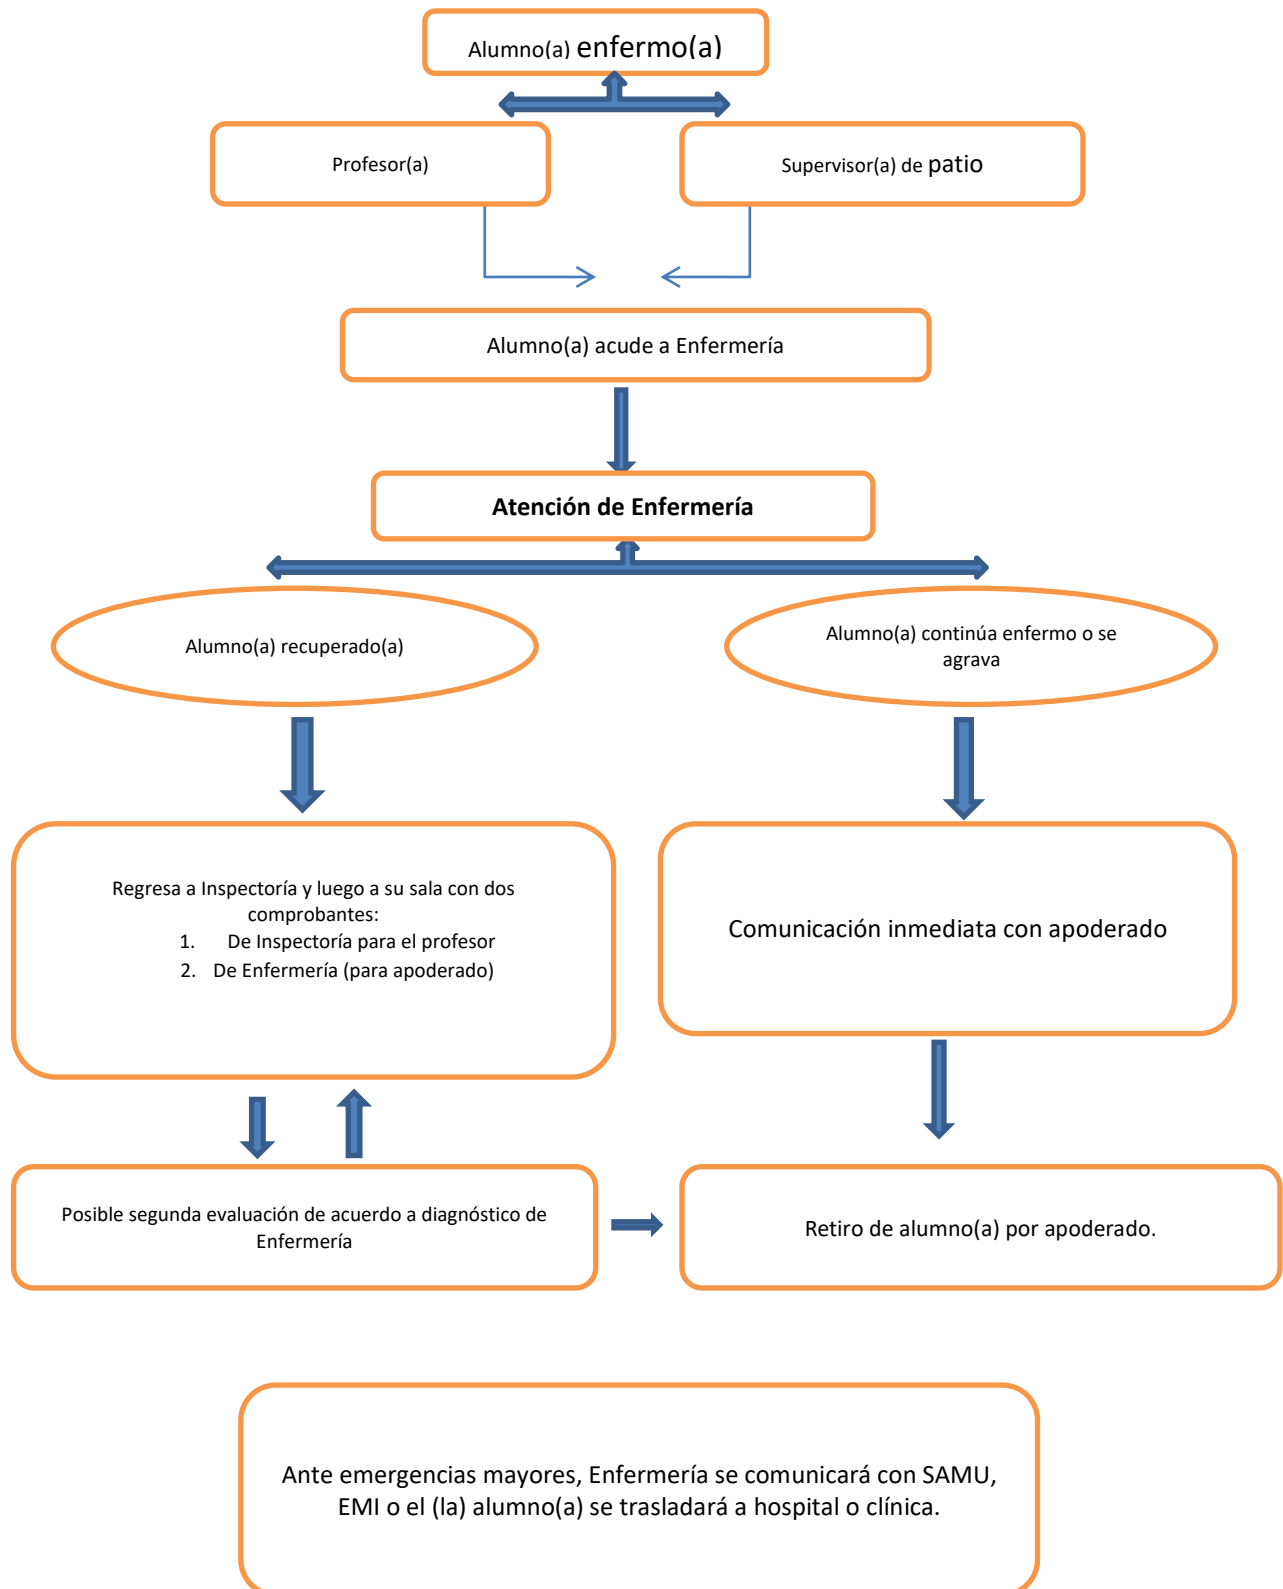 Alumno(a) enfermo(a)
Profesor(a)
Supervisor(a) de patio
Alumno(a) acude a Enfermería
Atención de Enfermería
Alumno(a) recuperado(a)
Alumno(a) continúa enfermo o se
agrava
Regresa a Inspectoría y luego a su sala con dos
comprobantes:
1. De Inspectoría para el profesor
2. De Enfermería (para apoderado)
Comunicación inmediata con apoderado
Posible segunda evaluación de acuerdo a diagnóstico de
Enfermería
Retiro de alumno(a) por apoderado.
Ante emergencias mayores, Enfermería se comunicará con SAMU,
EMI o el (la) alumno(a) se trasladará a hospital o clínica.